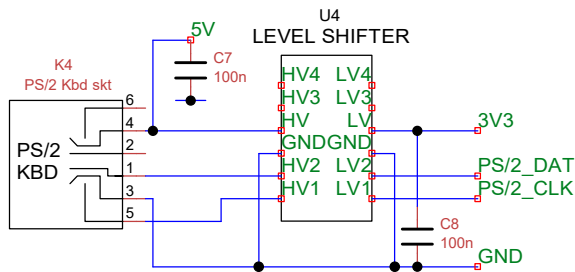 U4
LEVEL SHIFTER
5V
C7
100n
K4
PS/2 Kbd skt
PS/2
KBD
6
4
2
1
3
5
HV4 LV4
HV3 LV3
HV LV
GND GND
HV2 LV2
HV1 LV1
3V3
PS/2_DAT
PS/2_CLK
C8
100n
GND